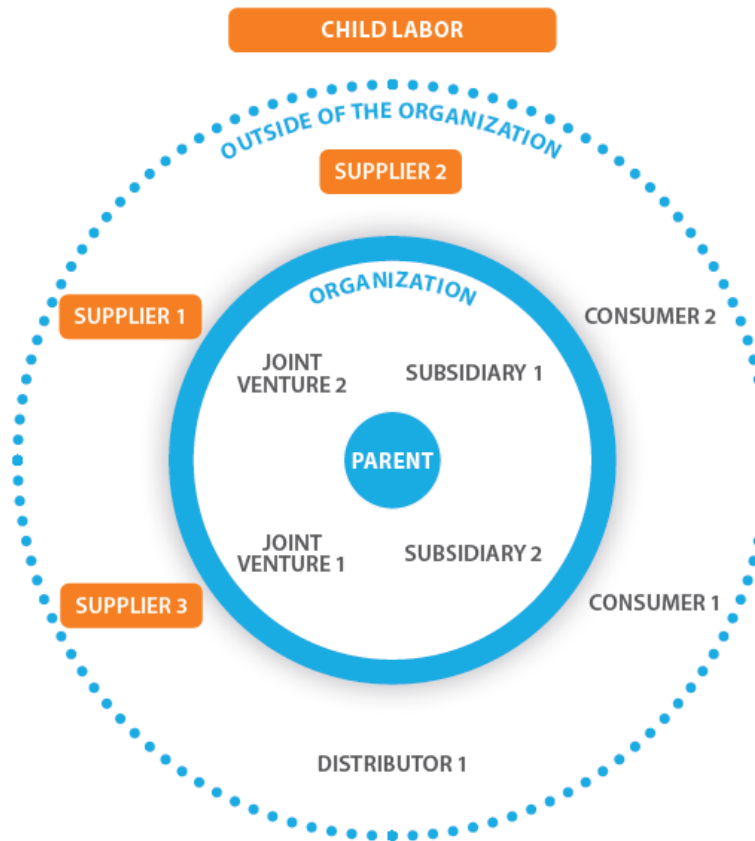 CHILD LABOR
OUTSIDE OF THE ORGANIZATION
SUPPLIER 2
ORGANIZATION
SUPPLIER 1
CONSUMER 2
JOINT
VENTURE 2
SUBSIDIARY 1
PARENT
JOINT
VENTURE 1
SUBSIDIARY 2
SUPPLIER 3
CONSUMER 1
DISTRIBUTOR 1